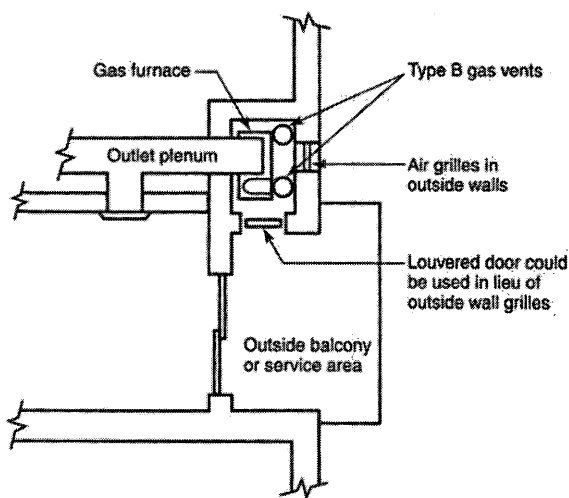 Gas furnace
Type B gas vents
Outlet plenum
Air grilles in
outside walls
Louvered door could
be used in lieu of
outside wall grilles
Outside balcony
or service area